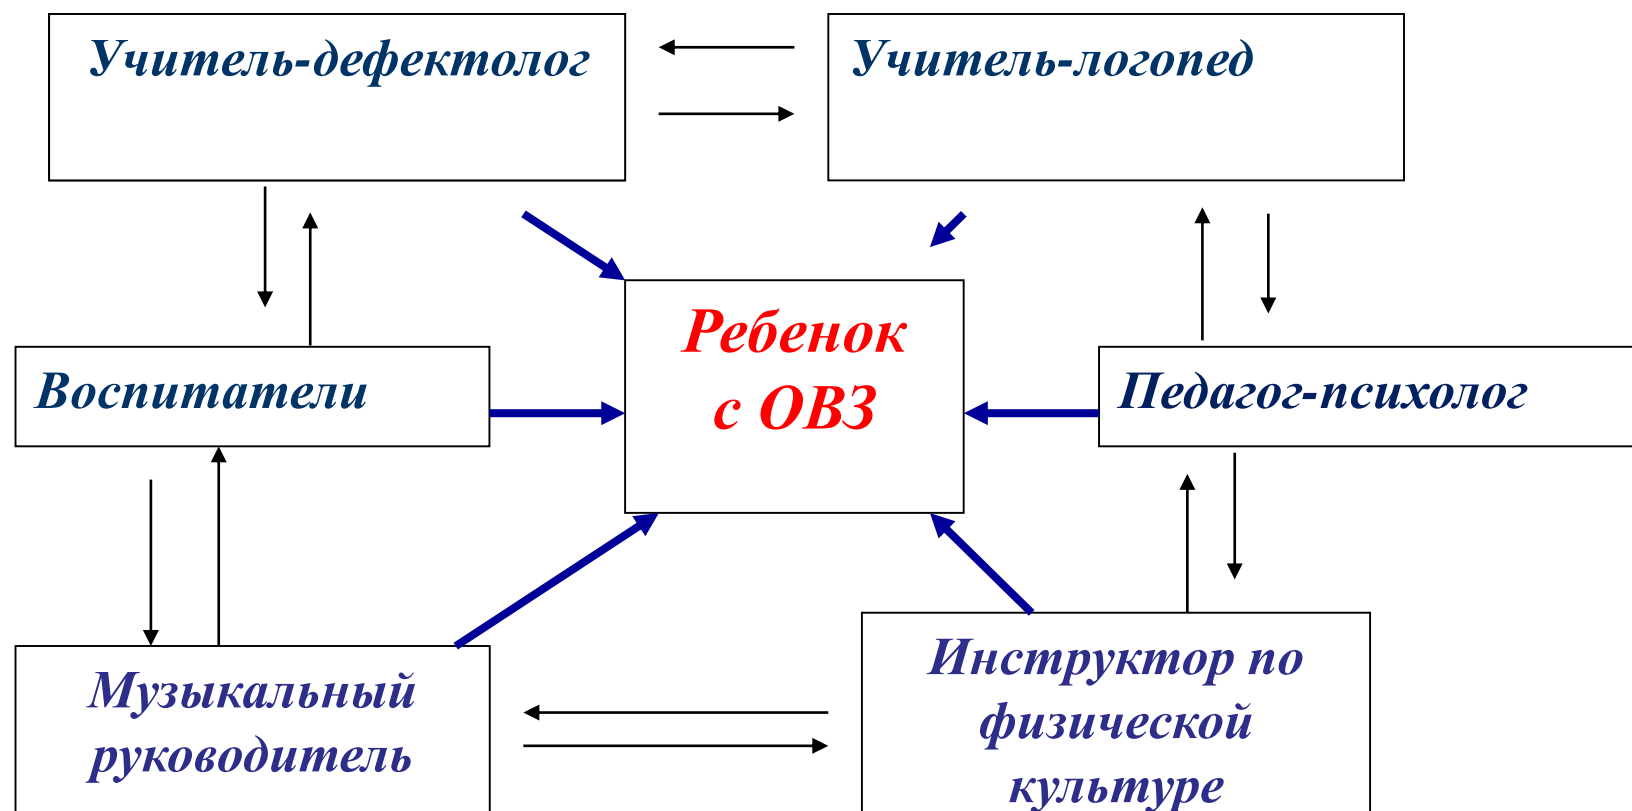 Учитель-дефектолог
Учитель-логопед
Ребенок
с ОВЗ
Воспитатели
Педагог-психолог
Музыкальный
руководитель
Инструктор по
физической
культуре